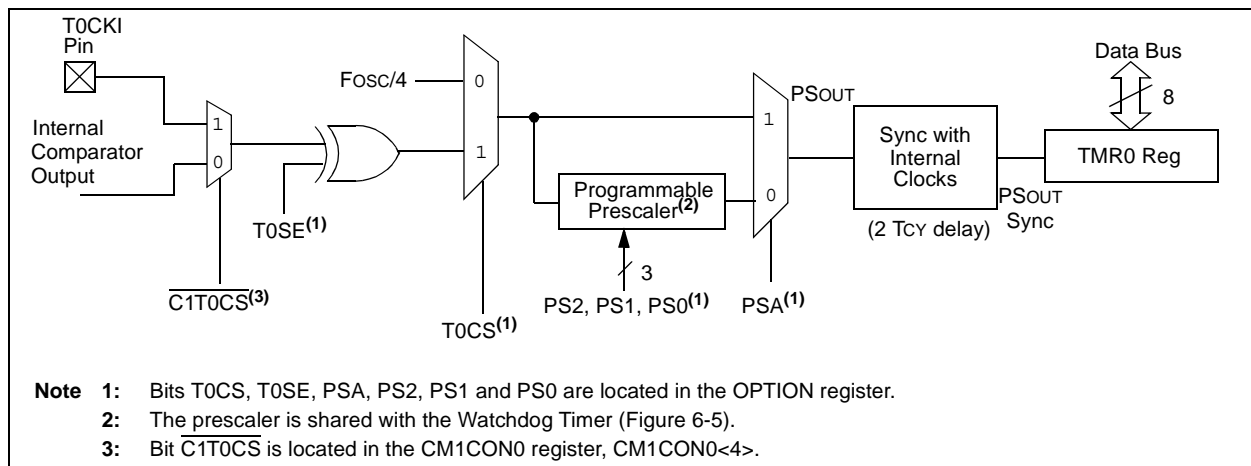 T0CKI
Pin
Internal
Comparator
Output
1
0
C1T0CS(3)
T0SE(1)
FOSC/4
0
1
T0CS(1)
Programmable
Prescaler(2)
3
PS2, PS1, PS0(1)
1
0
PSA(1)
PSOUT
Sync with
Internal
Clocks
(2 TCY delay)
PSOUT
Sync
Data Bus
8
TMR0 Reg
Note 1: Bits T0CS, T0SE, PSA, PS2, PS1 and PS0 are located in the OPTION register.
2: The prescaler is shared with the Watchdog Timer (Figure 6-5).
3: Bit C1T0CS is located in the CM1CON0 register, CM1CON0<4>.